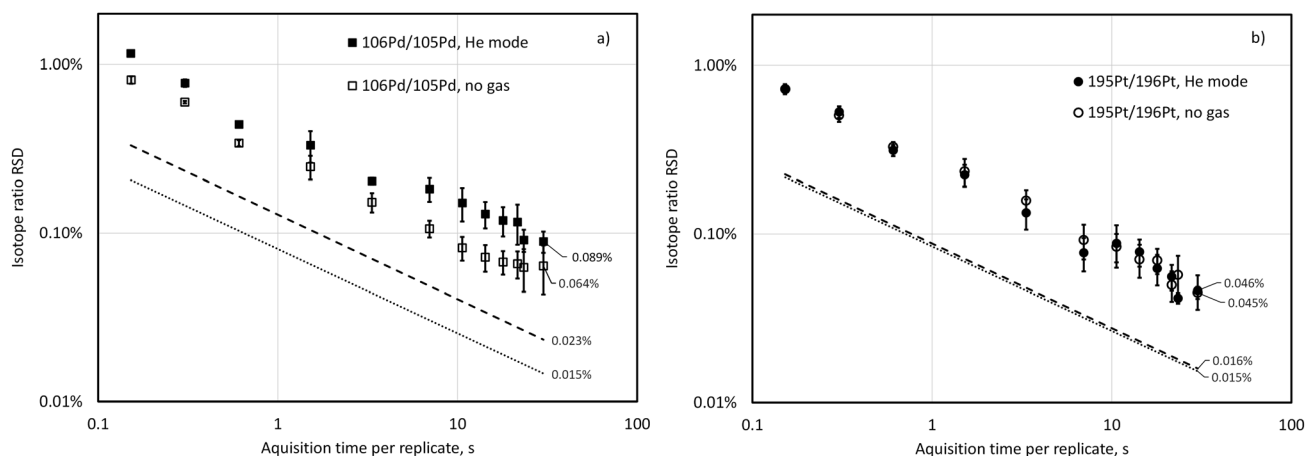 a)
106Pd/105Pd, He mode
106Pd/105Pd, no gas
1.00%
0.10%
0.01%
Isotope ratio RSD
0.089%
0.064%
0.023%
0.015%
0.1
1
10
100
Aquisition time per replicate, s
b)
195Pt/196Pt, He mode
195Pt/196Pt, no gas
1.00%
0.10%
0.01%
Isotope ratio RSD
0.046%
0.045%
0.016%
0.015%
0.1
1
10
100
Aquisition time per replicate, s